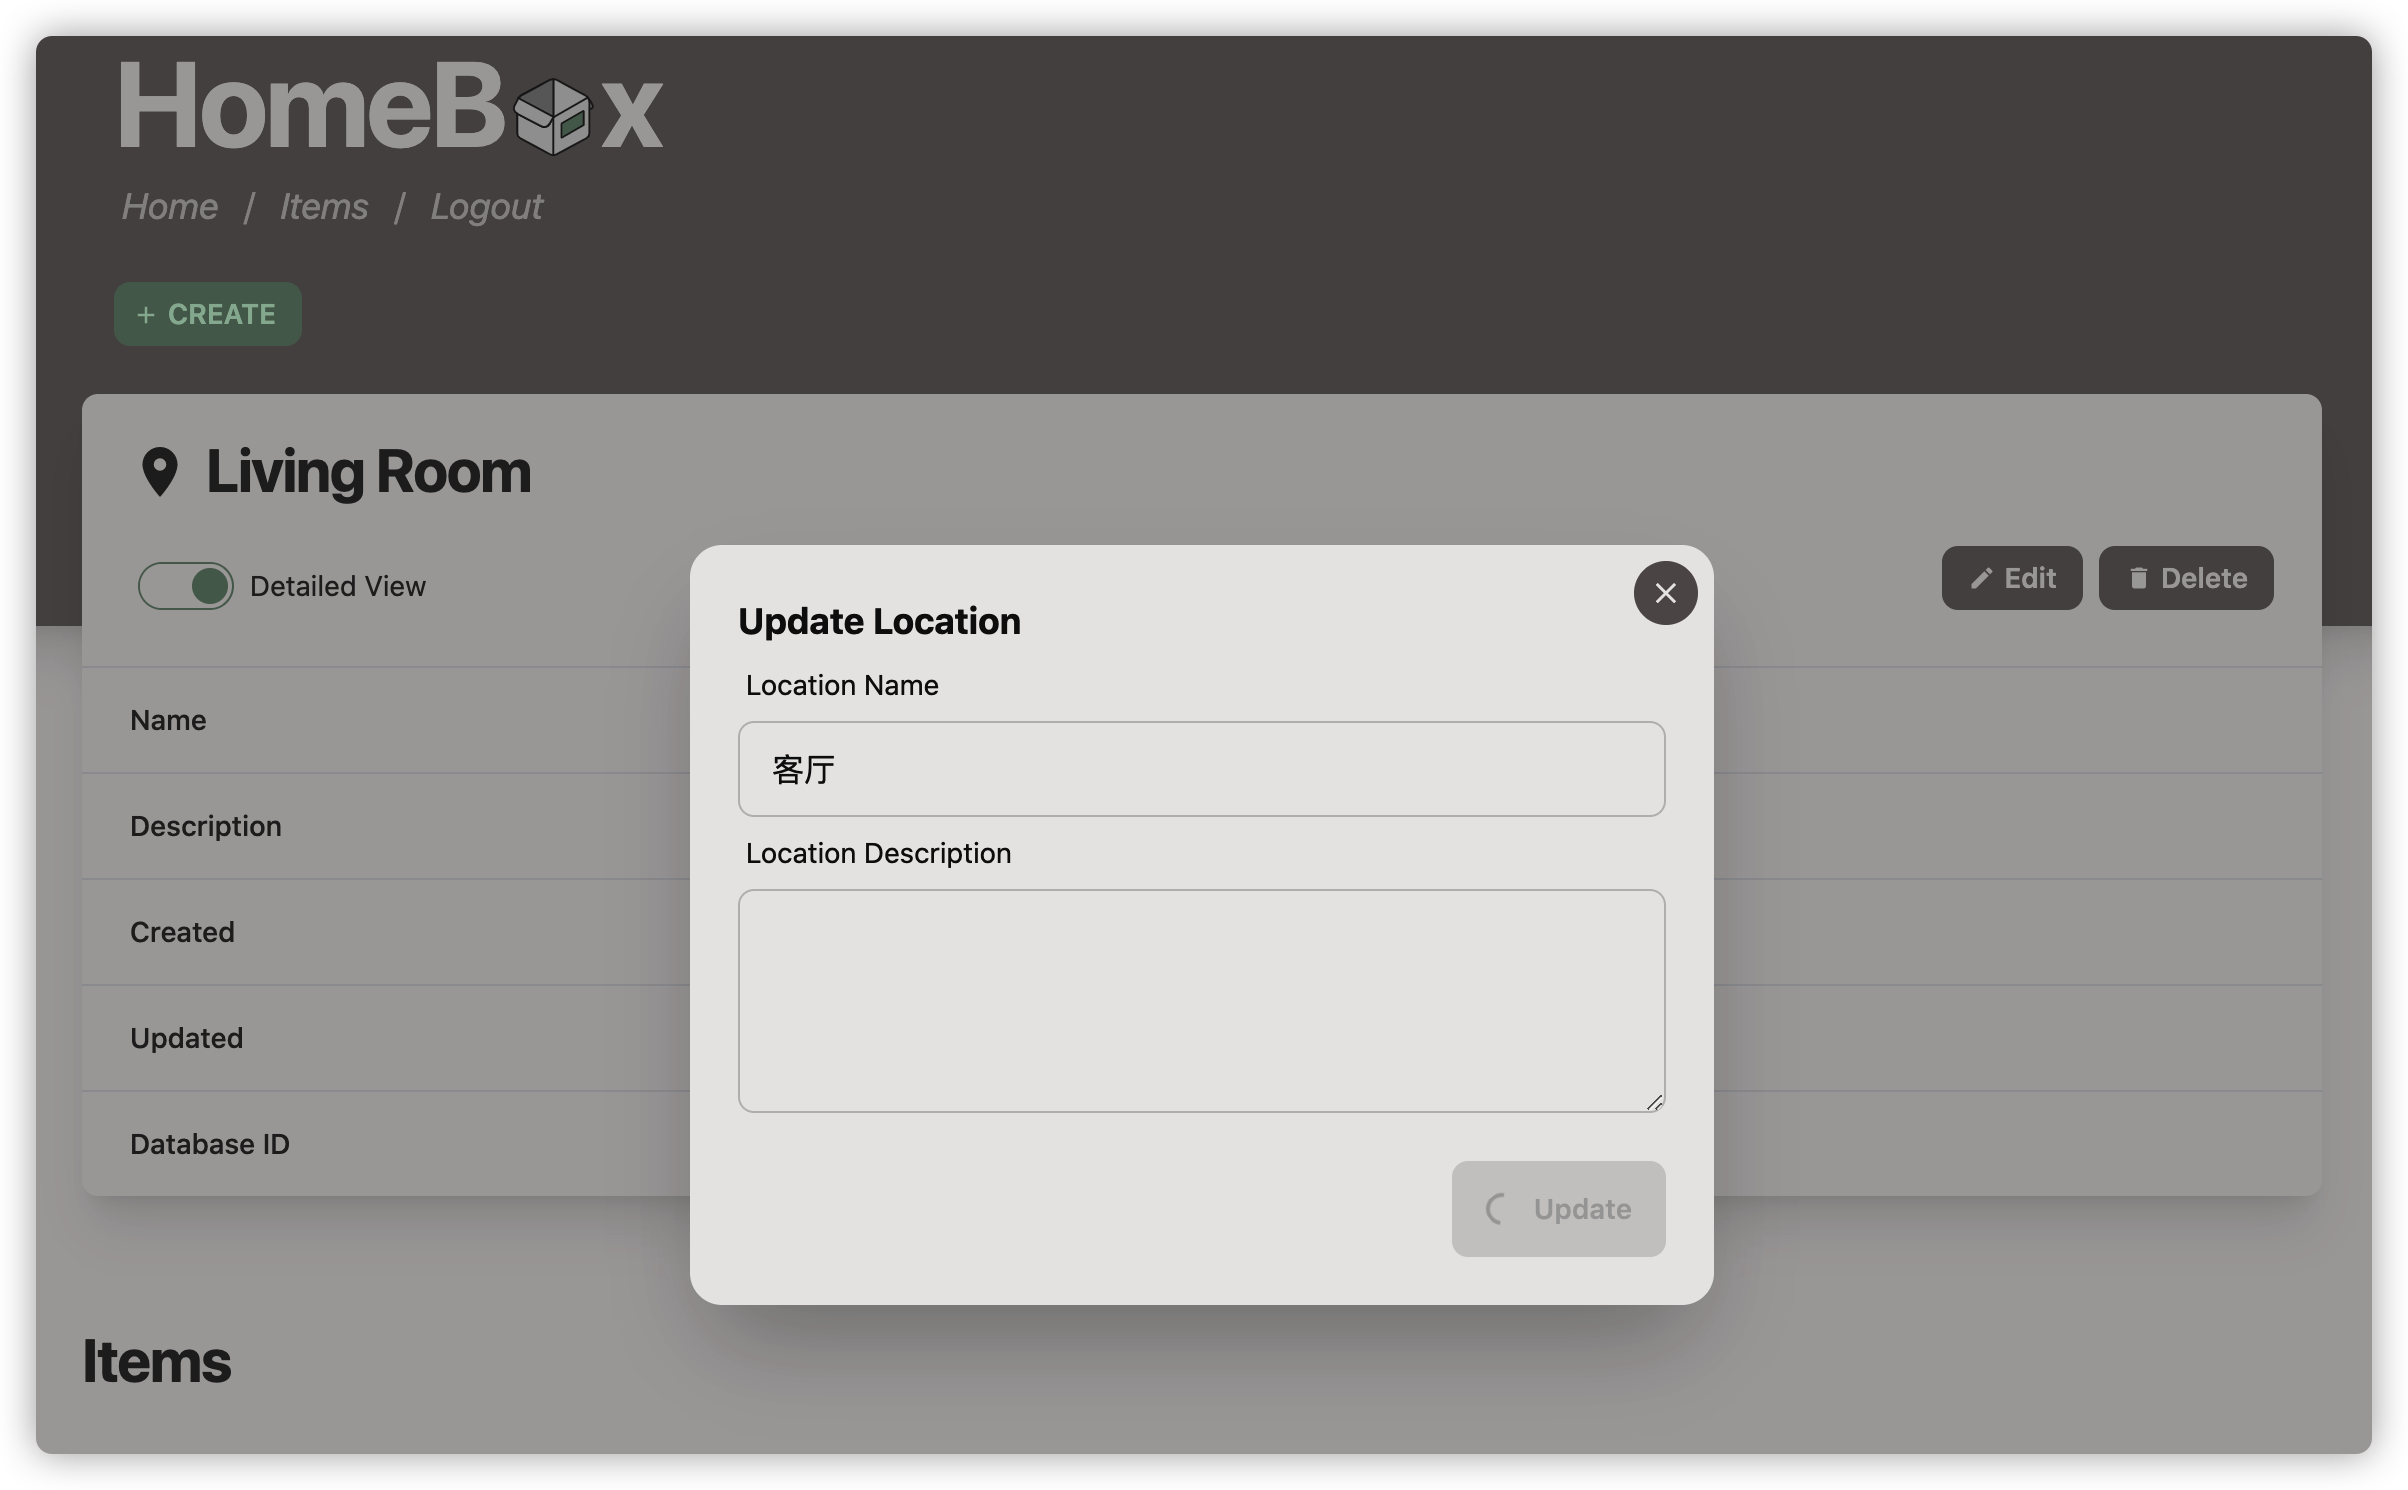 HomeBox
Home / Items / Logout
+ CREATE
Living Room
Detailed View
Edit
Delete
Name
Description
Created
Updated
Database ID
Update Location
Location Name
客厅
Location Description
Update
Items